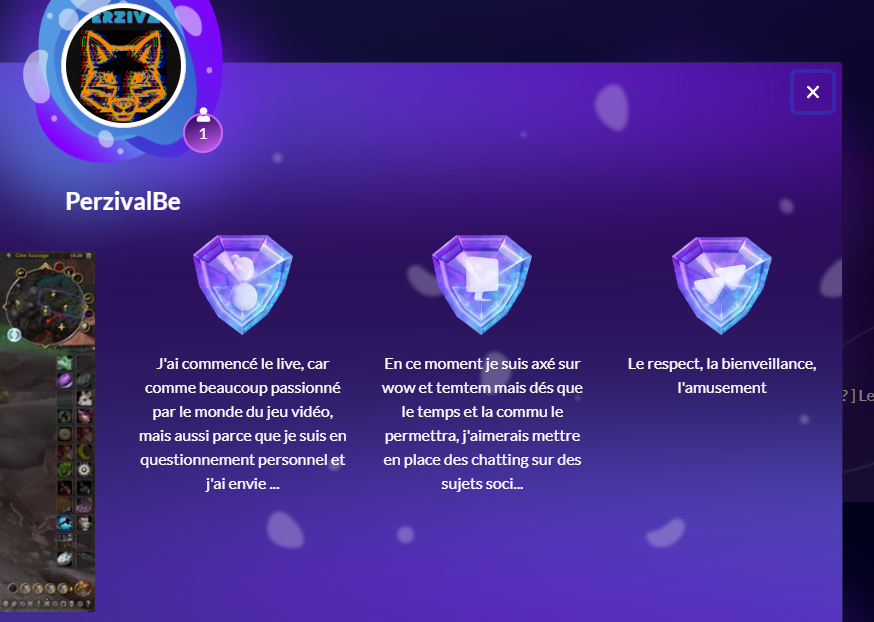 PERZIVA
1
PerzivalBe
Côte Sauvage
J'ai commencé le live, car
comme beaucoup passionné
par le monde du jeu vidéo,
mais aussi parce que je suis en
questionnement personnel et
j'ai envie ...
En ce moment je suis axé sur
wow et temtem mais dés que
le temps et la commu le
permettra, j'aimerais mettre
en place des chatting sur des
sujets soci...
Le respect, la bienveillance,
l'amusement
?]Le